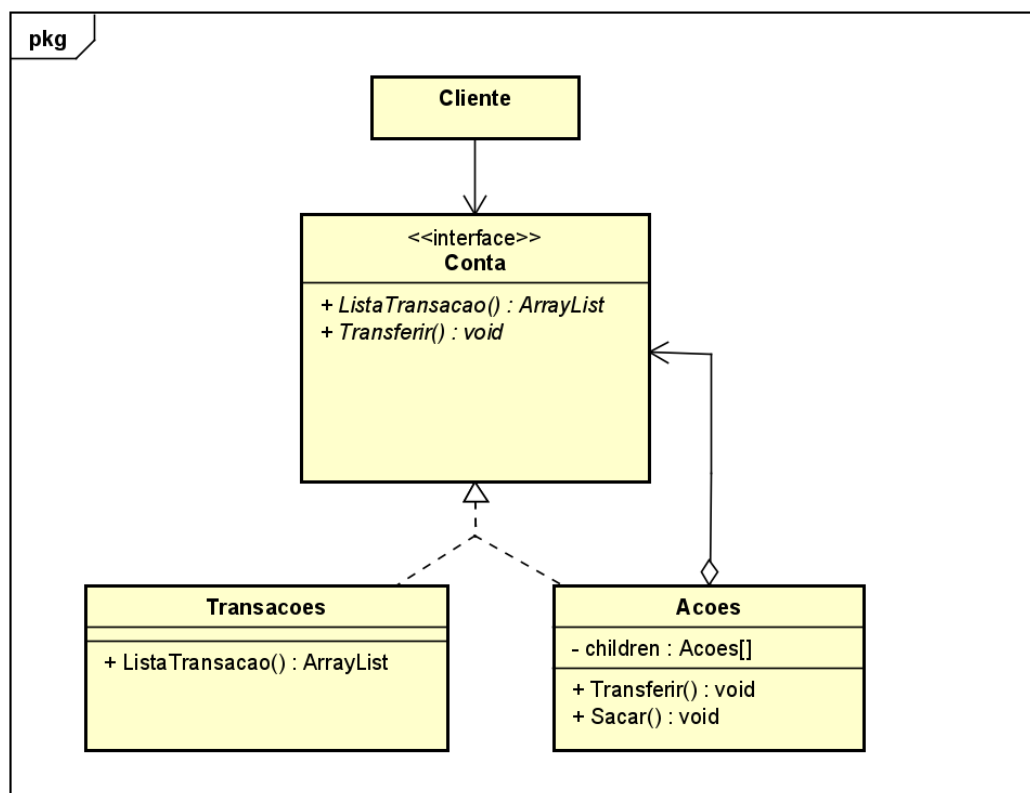 pkg
Cliente
<<interface>>
Conta
+ ListaTransacao() : ArrayList
+ Transferir() : void
Transacoes
+ ListaTransacao() : ArrayList
Acoes
- children : Acoes[]
+ Transferir() : void
+ Sacar() : void